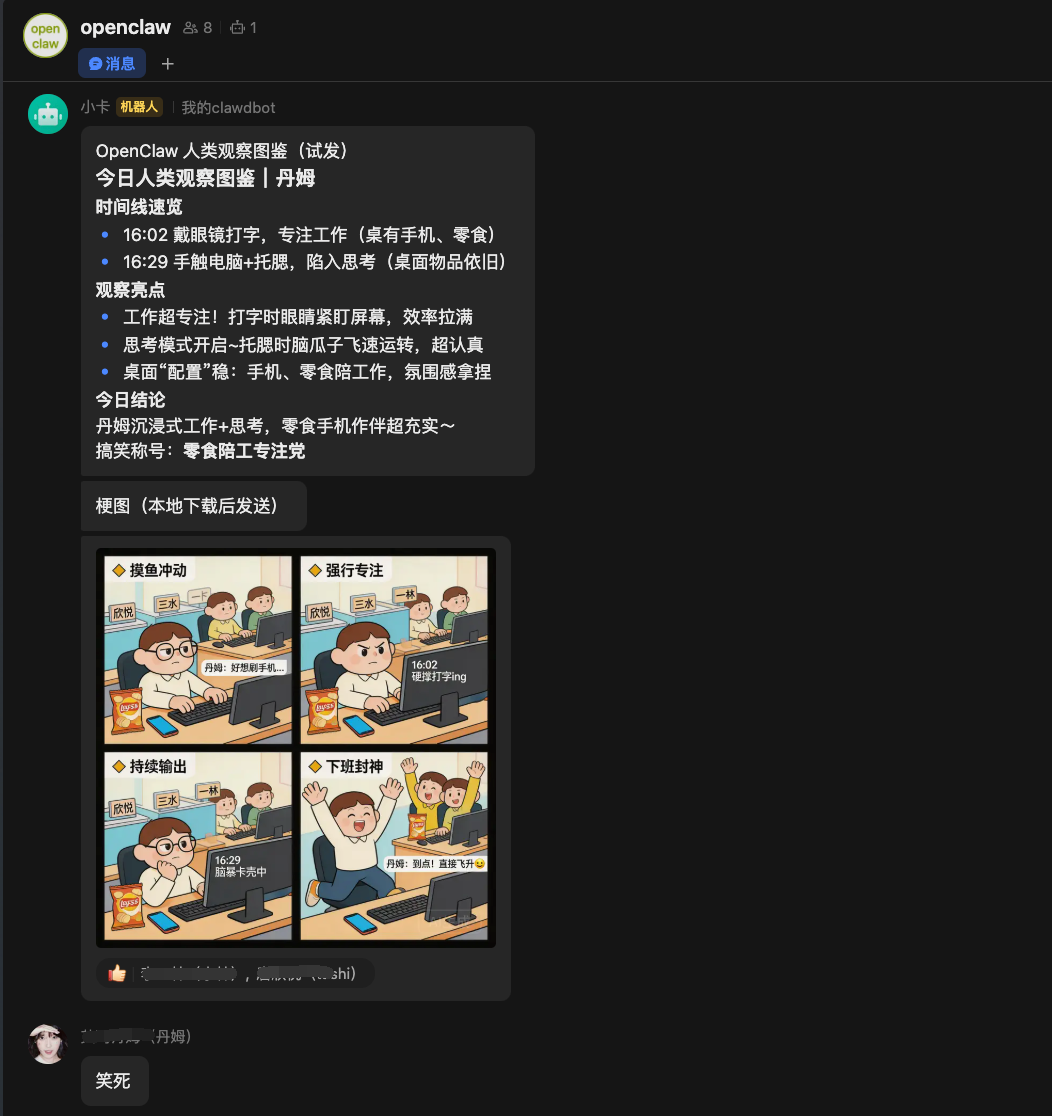 open
claw
openclaw 8 1
消息
小卡 机器人 我的clawdbot
OpenClaw 人类观察图鉴（试发）
今日人类观察图鉴｜丹姆
时间线速览
16:02 戴眼镜打字，专注工作（桌有手机、零食）
16:29 手触电脑+托腮，陷入思考（桌面物品依旧）
观察亮点
工作超专注！打字时眼睛紧盯屏幕，效率拉满
思考模式开启~托腮时脑瓜子飞速运转，超认真
桌面“配置”稳：手机、零食陪工作，氛围感拿捏
今日结论
丹姆沉浸式工作+思考，零食手机作伴超充实～
搞笑称号：零食陪工专注党
梗图（本地下载后发送）
摸鱼冲动
欣悦
三水
丹姆：好想刷手机...
强行专注
欣悦
三水
一林
16:02
硬撑打字ing
持续输出
欣悦
三水
一林
16:29
脑暴卡壳中
下班封神
丹姆：到点！直接飞升😆
shi）
（丹姆）
笑死